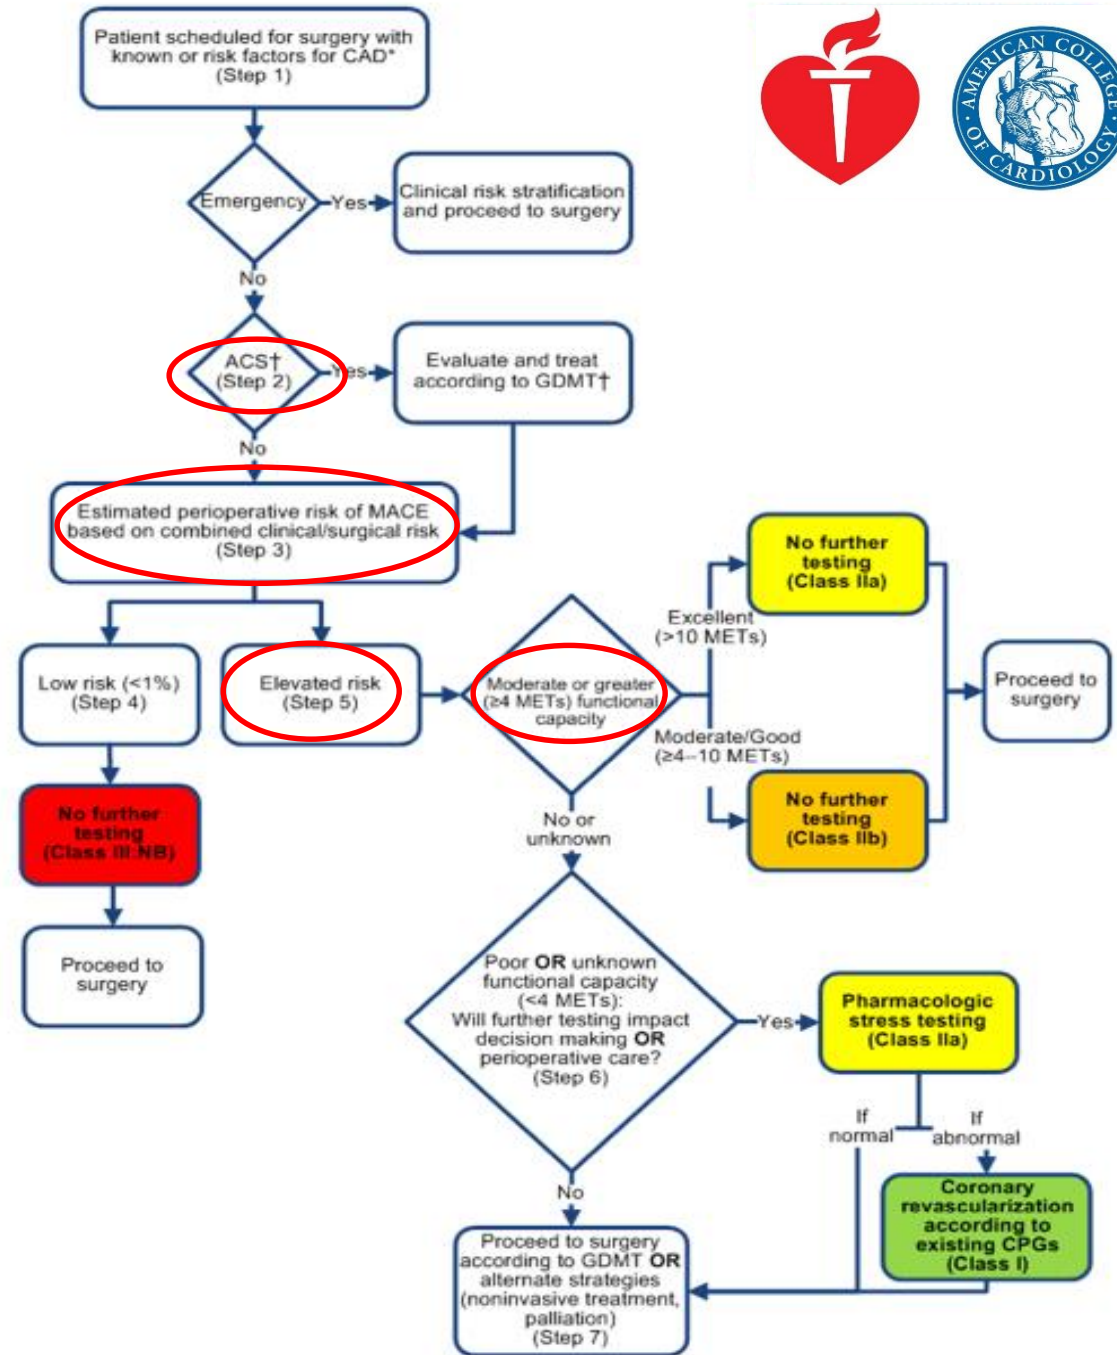 Patient scheduled for surgery with
known or risk factors for CAD*
(Step 1)
AMERICAN COLLEGE
OF CARDIOLOGY
Emergency
Yes
Clinical risk stratification
and proceed to surgery
No
ACS†
(Step 2)
Yes
Evaluate and treat
according to GDMT†
No
Estimated perioperative risk of MACE
based on combined clinical/surgical risk
(Step 3)
No further
testing
(Class IIa)
Excellent
(>10 METs)
Low risk (<1%)
(Step 4)
Elevated risk
(Step 5)
Moderate or greater
(≥4 METs) functional
capacity
Proceed to
surgery
Moderate/Good
(≥4–10 METs)
No further
testing
(Class III:NB)
No further
testing
(Class IIb)
No or
unknown
Proceed to
surgery
Poor OR unknown
functional capacity
(<4 METs):
Will further testing impact
decision making OR
perioperative care?
(Step 6)
Yes
Pharmacologic
stress testing
(Class IIa)
If
normal
If
abnormal
No
Coronary
revascularization
according to
existing CPGs
(Class I)
Proceed to surgery
according to GDMT OR
alternate strategies
(noninvasive treatment,
palliation)
(Step 7)